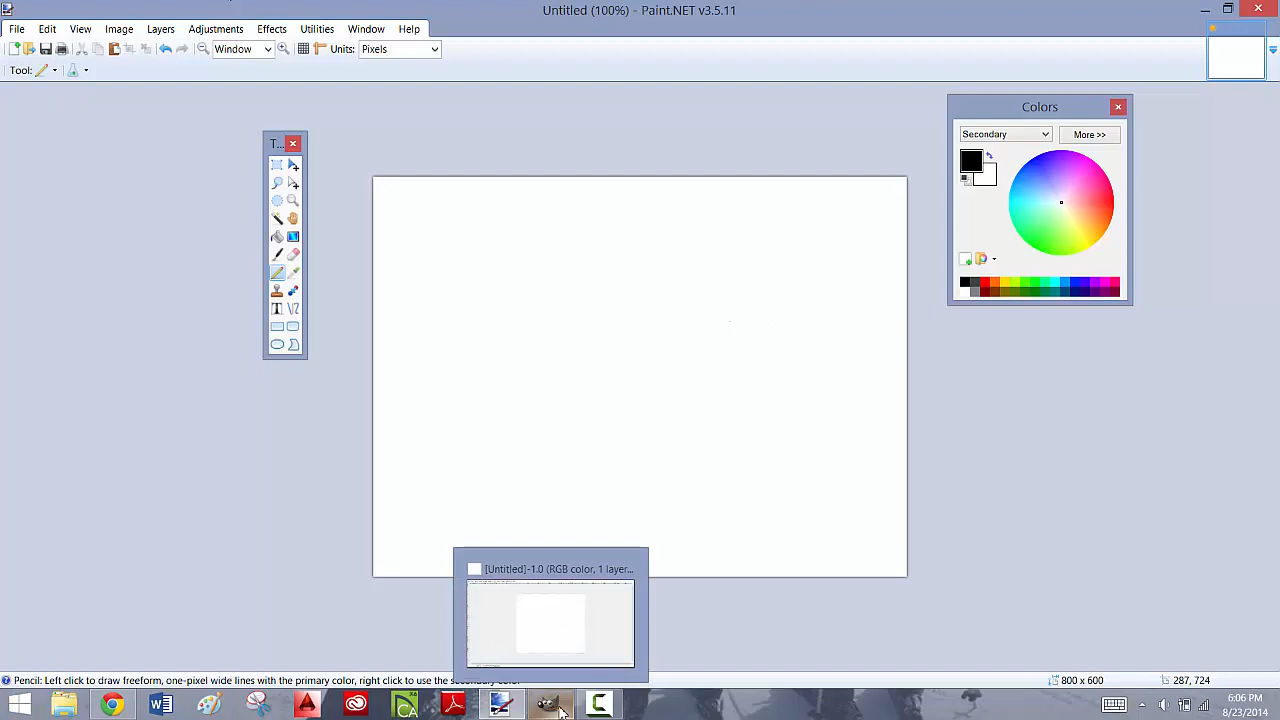 Untitled (100%) - Paint.NET v3.5.11
File Edit View Image Layers Adjustments Effects Utilities Window Help
Window Units: Pixels
Tool:
Colors
T...
Secondary More >>
[Untitled]-1.0 (RGB color, 1 layer...
Pencil: Left click to draw freeform, one-pixel wide lines with the primary color, right click to use the secondary color.
800 x 600
287, 724
X6
CA
6:06 PM
8/23/2014